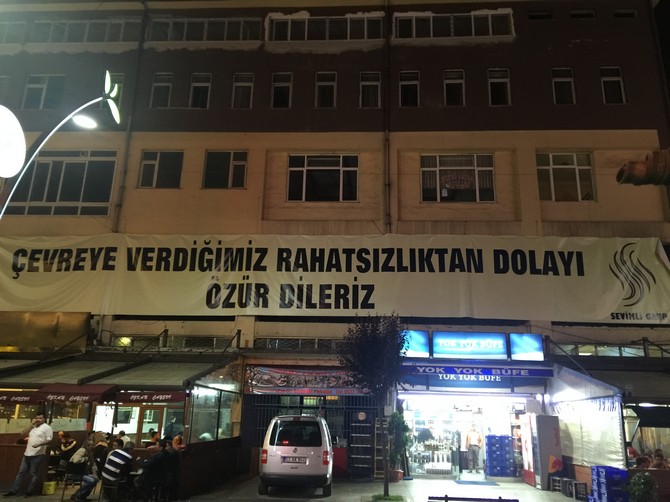 ÇEVREYE VERDİĞİMİZ RAHATSIZLIKTAN DOLAYI
ÖZÜR DİLERİZ
SEVİMLİ GRUP
YOK YOK BÜFE
YOK YOK BÜFE
YOK YOK BÜFE